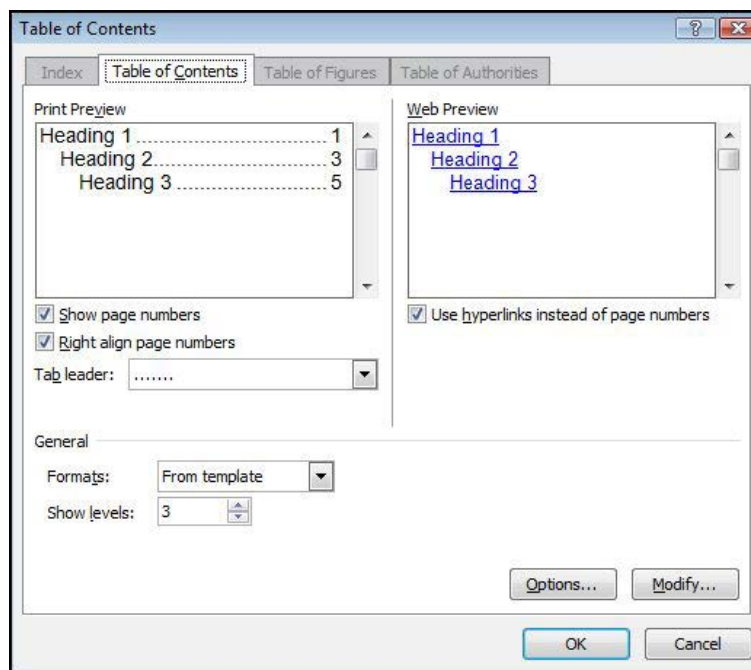 Table of Contents
Index Table of Contents Table of Figures Table of Authorities
Print Preview
Heading 1..............................1
Heading 2...........................3
Heading 3........................5
Web Preview
Heading 1
Heading 2
Heading 3
Show page numbers
Right align page numbers
Tab leader: .......
Use hyperlinks instead of page numbers
General
Formats: From template
Show levels: 3
Options... Modify...
OK Cancel